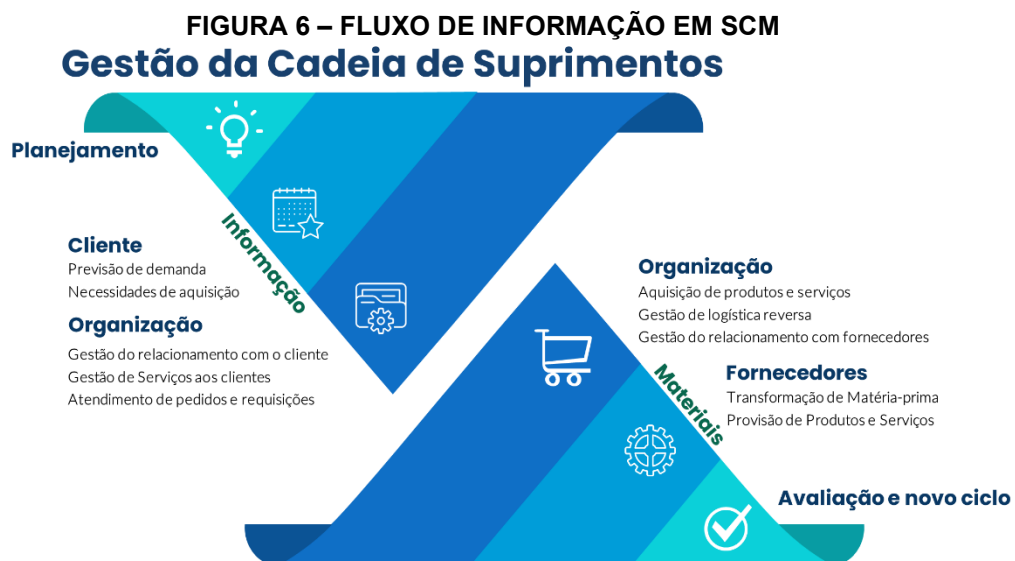 FIGURA 6 – FLUXO DE INFORMAÇÃO EM SCM
Gestão da Cadeia de Suprimentos
Planejamento
Informação
Cliente
Previsão de demanda
Necessidades de aquisição
Organização
Gestão do relacionamento com o cliente
Gestão de Serviços aos clientes
Atendimento de pedidos e requisições
Organização
Aquisição de produtos e serviços
Gestão de logística reversa
Gestão do relacionamento com fornecedores
Materiais
Fornecedores
Transformação de Matéria-prima
Provisão de Produtos e Serviços
Avaliação e novo ciclo